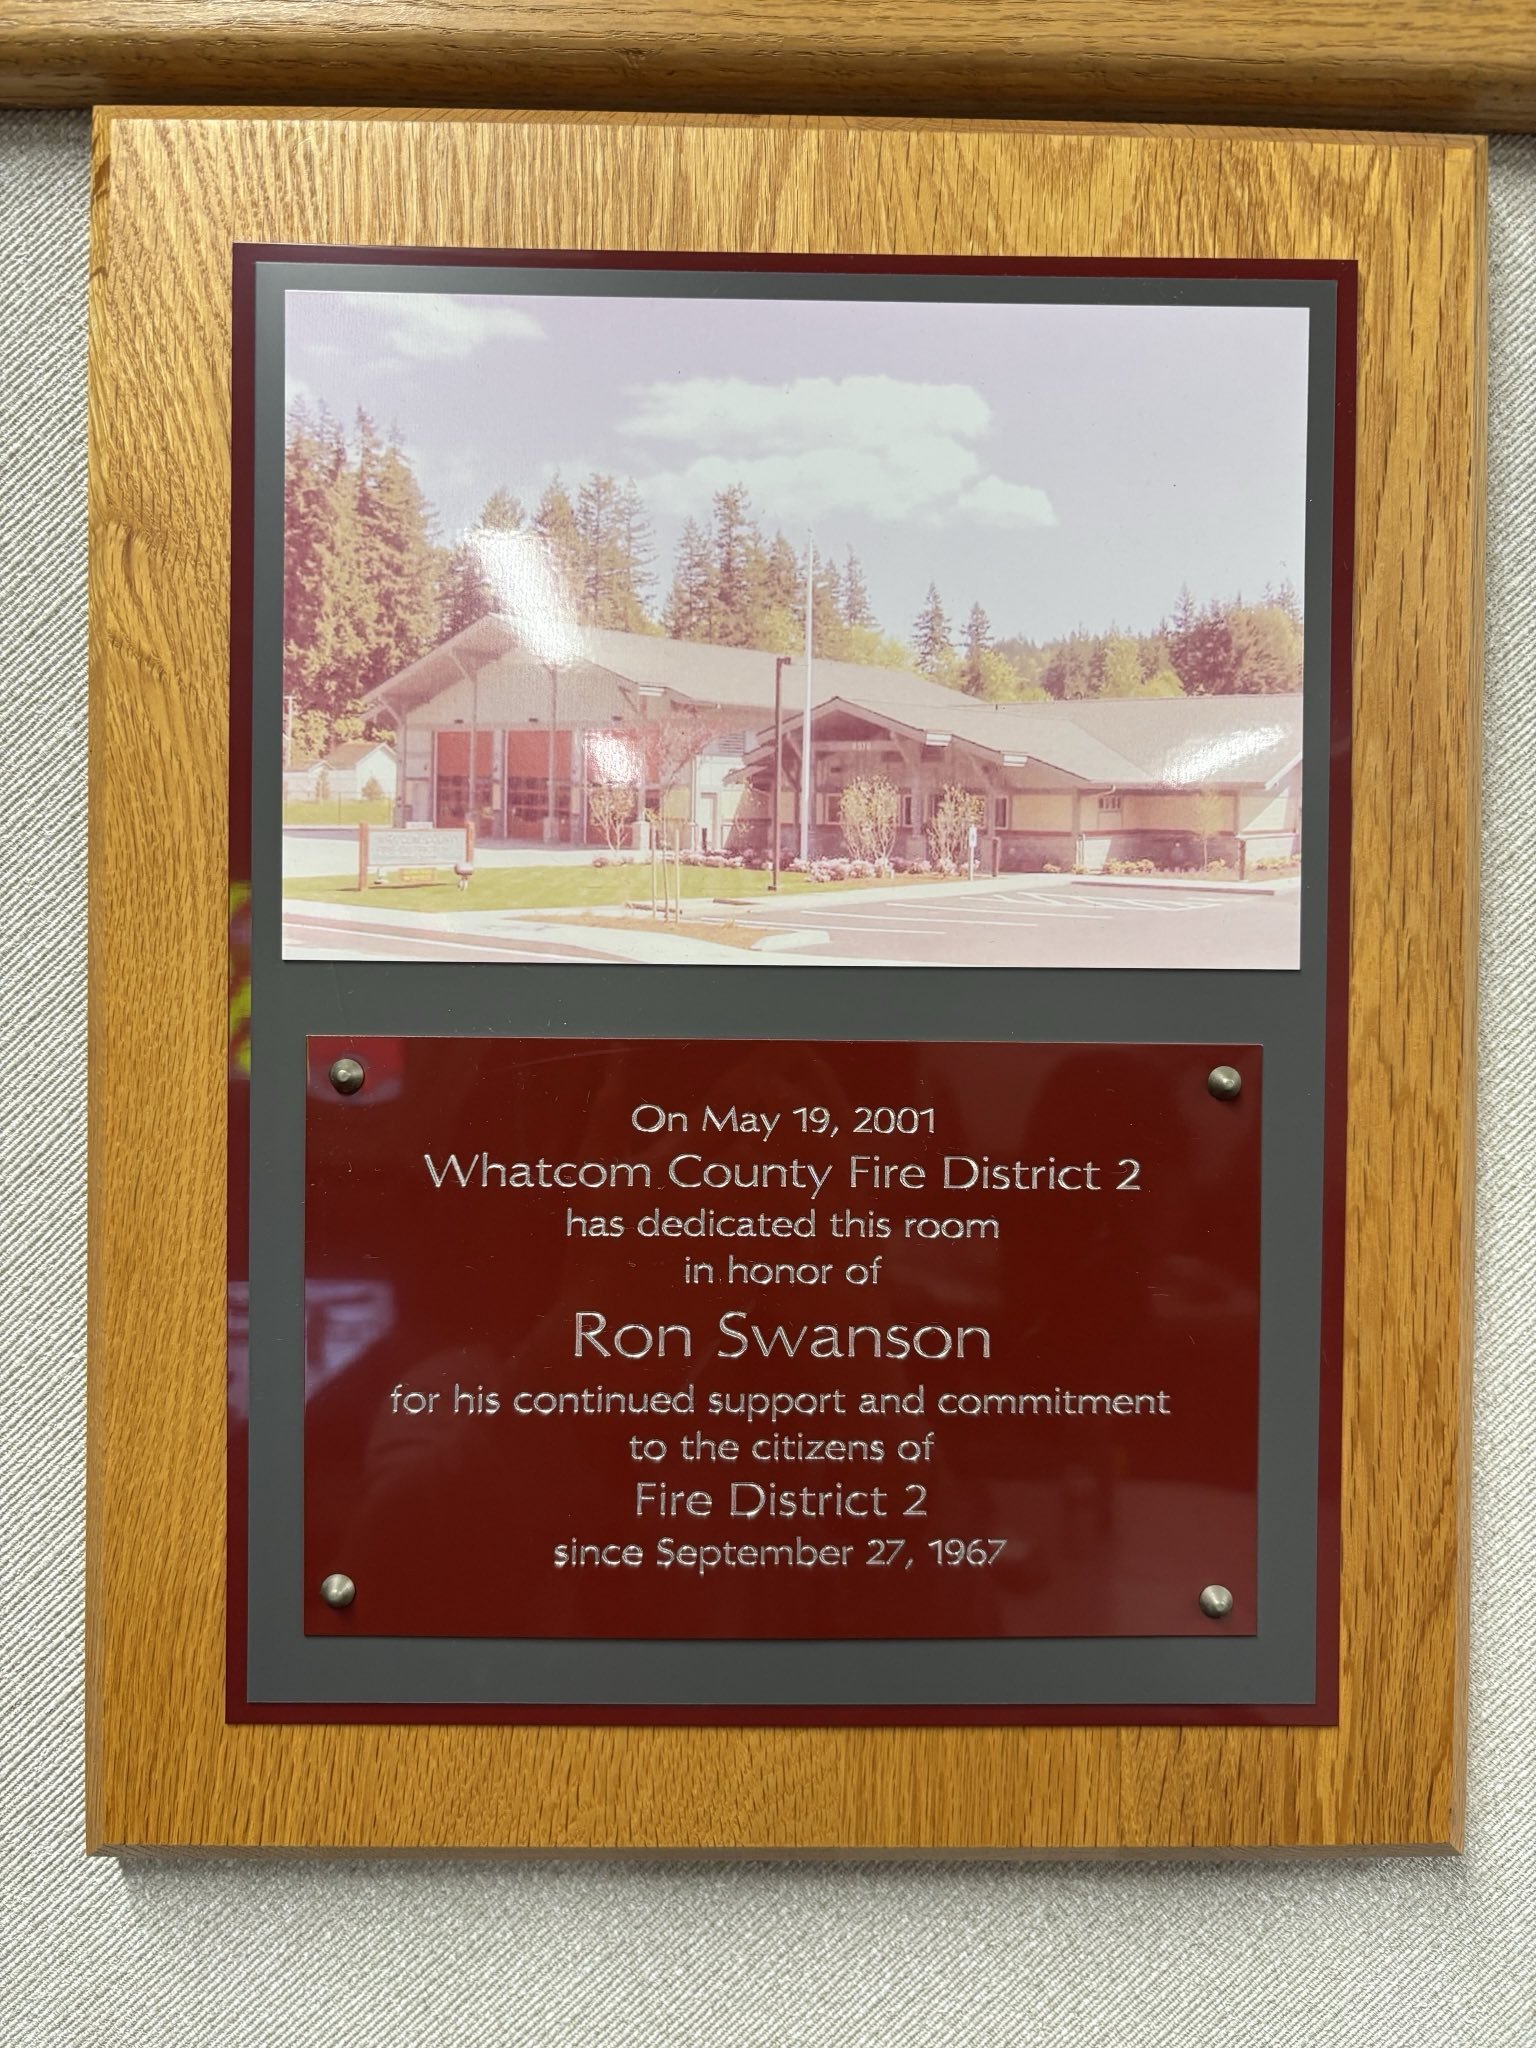 On May 19, 2001
Whatcom County Fire District 2
has dedicated this room
in honor of
Ron Swanson
for his continued support and commitment
to the citizens of
Fire District 2
since September 27, 1967